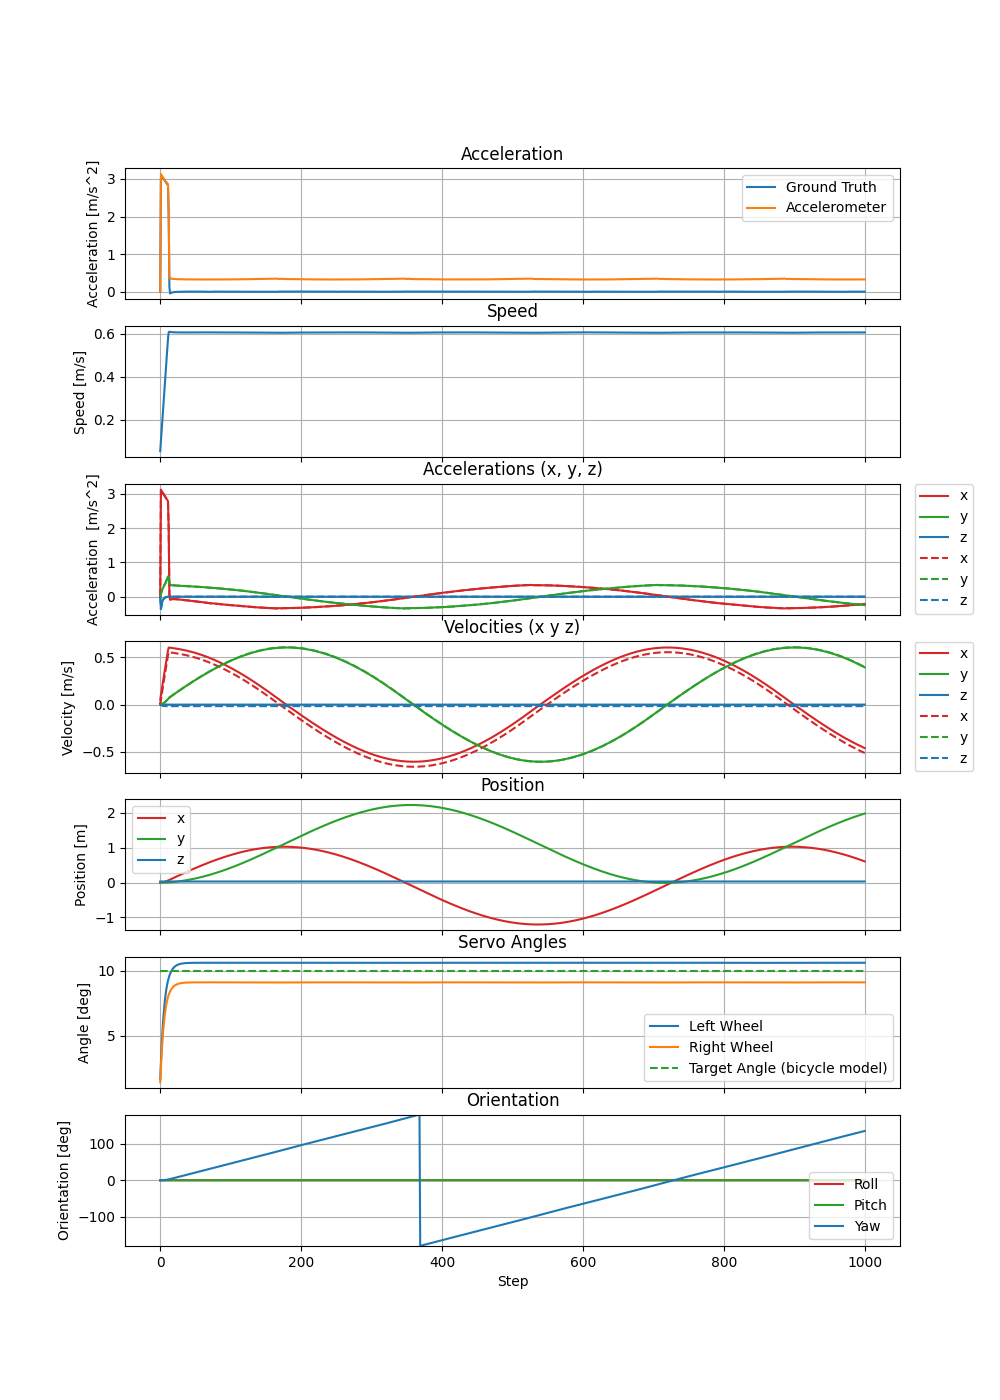 Acceleration
Acceleration [m/s^2]
3
2
1
0
Ground Truth
Accelerometer
Speed
Speed [m/s]
0.6
0.4
0.2
Accelerations (x, y, z)
Acceleration  [m/s^2]
3
2
1
0
x
y
z
x
y
z
Velocities (x y z)
Velocity [m/s]
0.5
0.0
−0.5
x
y
z
x
y
z
Position
Position [m]
2
1
0
−1
x
y
z
Servo Angles
Angle [deg]
10
5
Left Wheel
Right Wheel
Target Angle (bicycle model)
Orientation
Orientation [deg]
100
0
−100
Roll
Pitch
Yaw
0 200 400 600 800 1000
Step